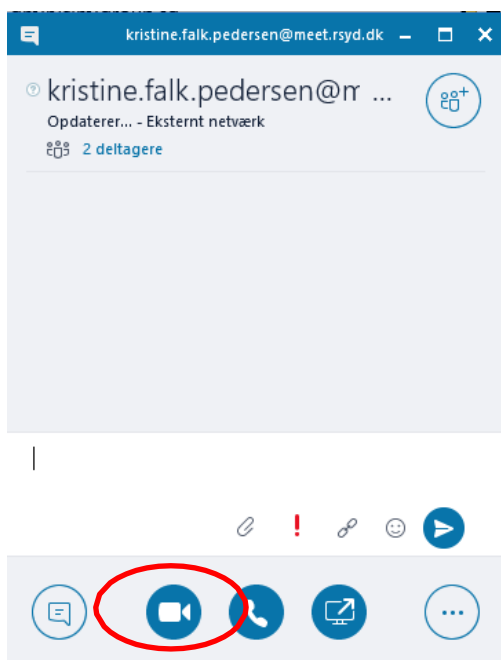 kristine.falk.pedersen@meet.rsyd.dk
kristine.falk.pedersen@m ...
Opdaterer... - Eksternt netværk
2 deltagere